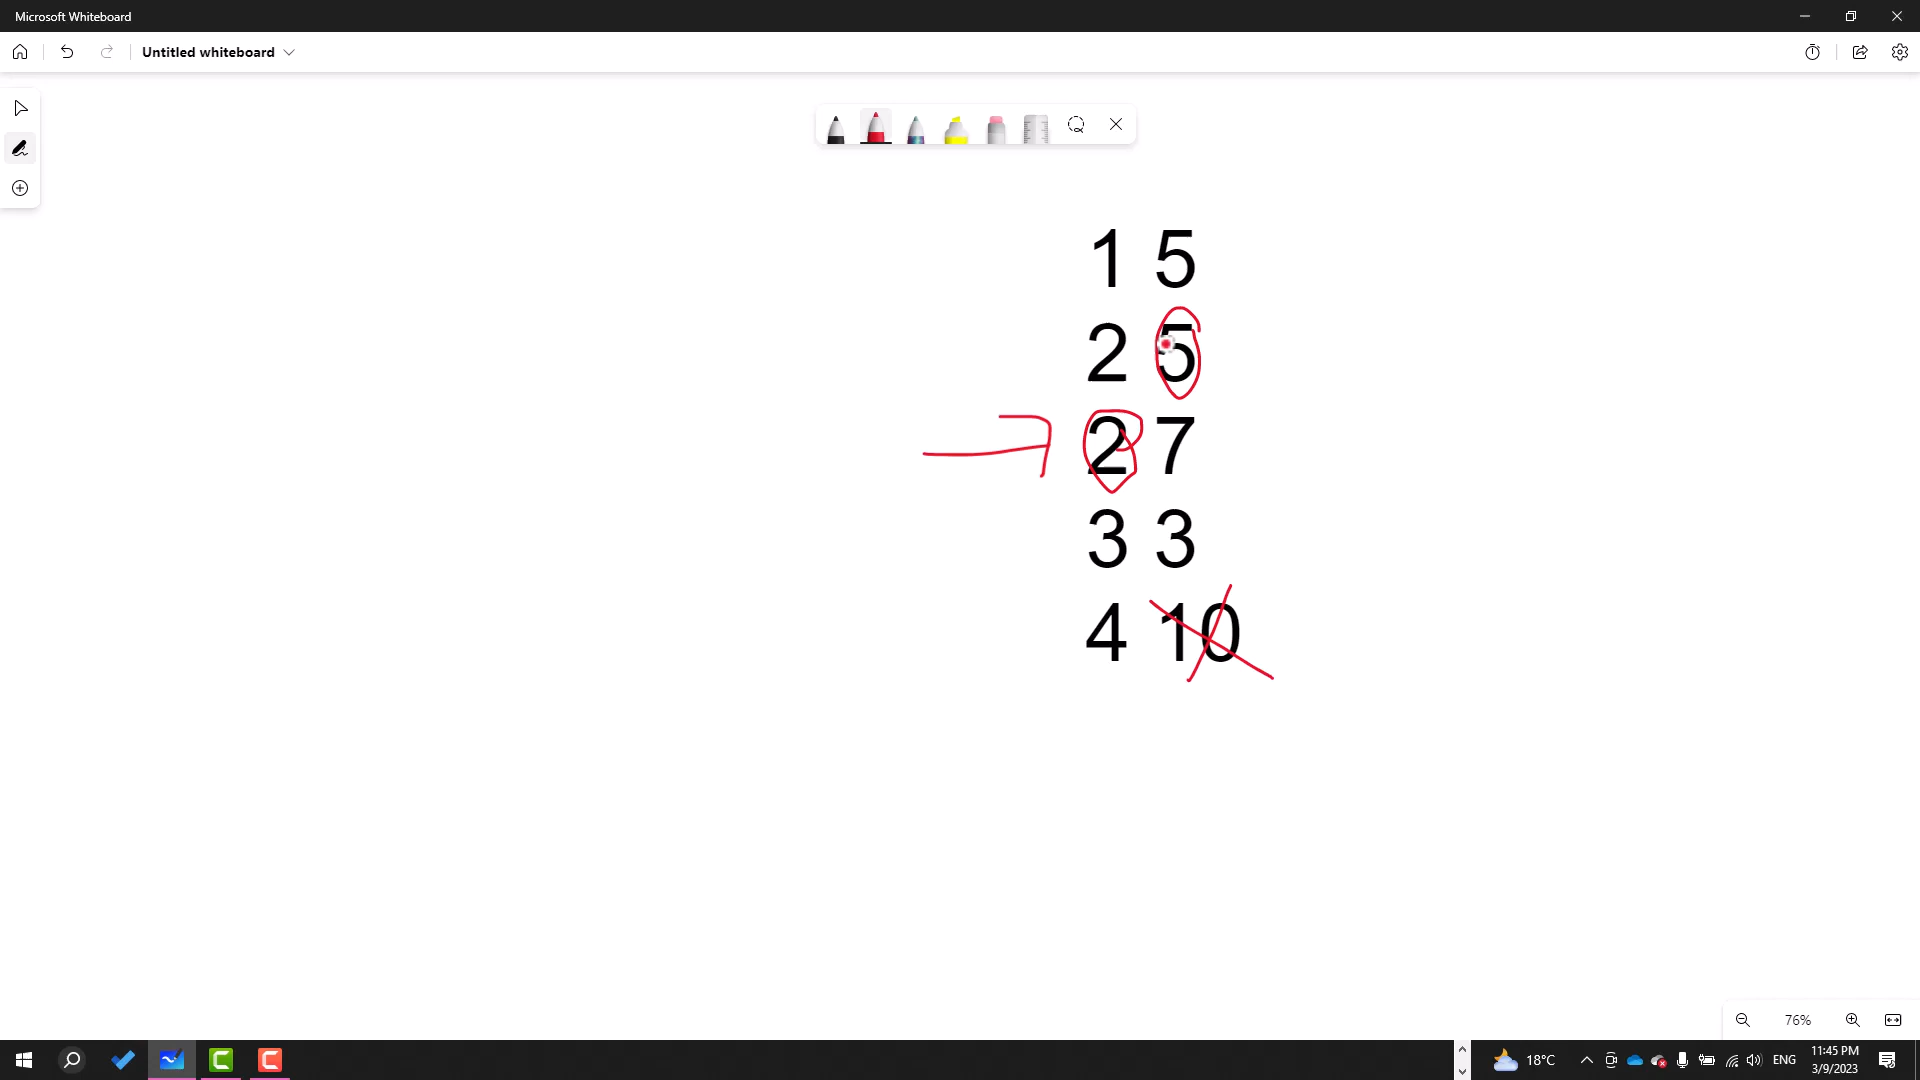 Microsoft Whiteboard
Untitled whiteboard
1 5
2 5
2 7
3 3
4 10
76%
18°C
ENG
11:45 PM
3/9/2023